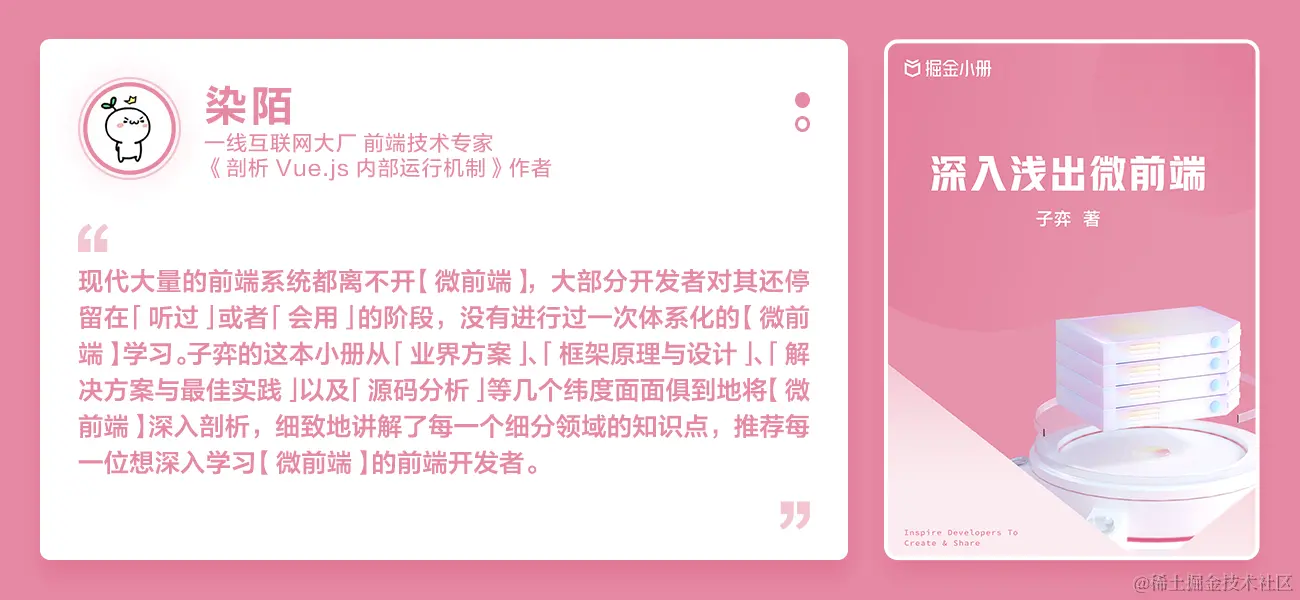 染陌
一线互联网大厂 前端技术专家
《剖析 Vue.js 内部运行机制》作者
“
现代大量的前端系统都离不开【微前端】，大部分开发者对其还停
留在「听过」或者「会用」的阶段，没有进行过一次体系化的【微前
端】学习。子弈的这本小册从「业界方案」、「框架原理与设计」、「解
决方案与最佳实践」以及「源码分析」等几个纬度面面俱到地将【微
前端】深入剖析，细致地讲解了每一个细分领域的知识点，推荐每
一位想深入学习【微前端】的前端开发者。
”
掘金小册
深入浅出微前端
子弈 著
Inspire Developers To
Create & Share
@稀土掘金技术社区